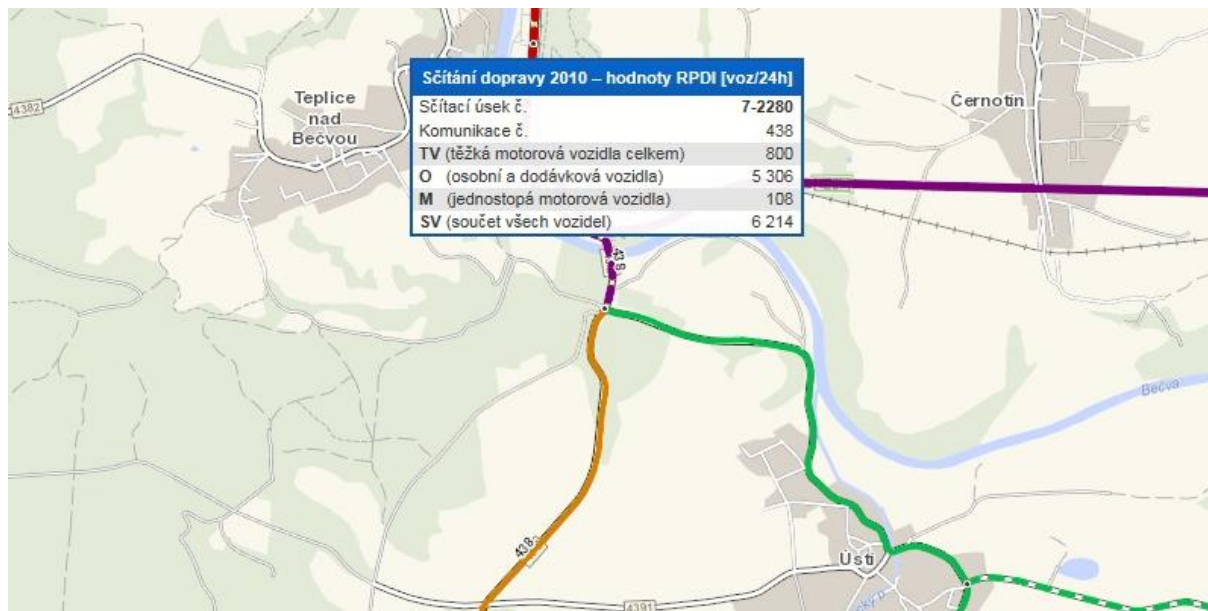 4382
Teplice
nad
Bečvou
Sčítání dopravy 2010 – hodnoty RPDI [voz/24h]
Sčítací úsek č. 7-2280
Komunikace č. 438
TV (těžká motorová vozidla celkem) 800
O (osobní a dodávková vozidla) 5 306
M (jednostopá motorová vozidla) 108
SV (součet všech vozidel) 6 214
Černotín
438
Bečva
438
Ústí
4391